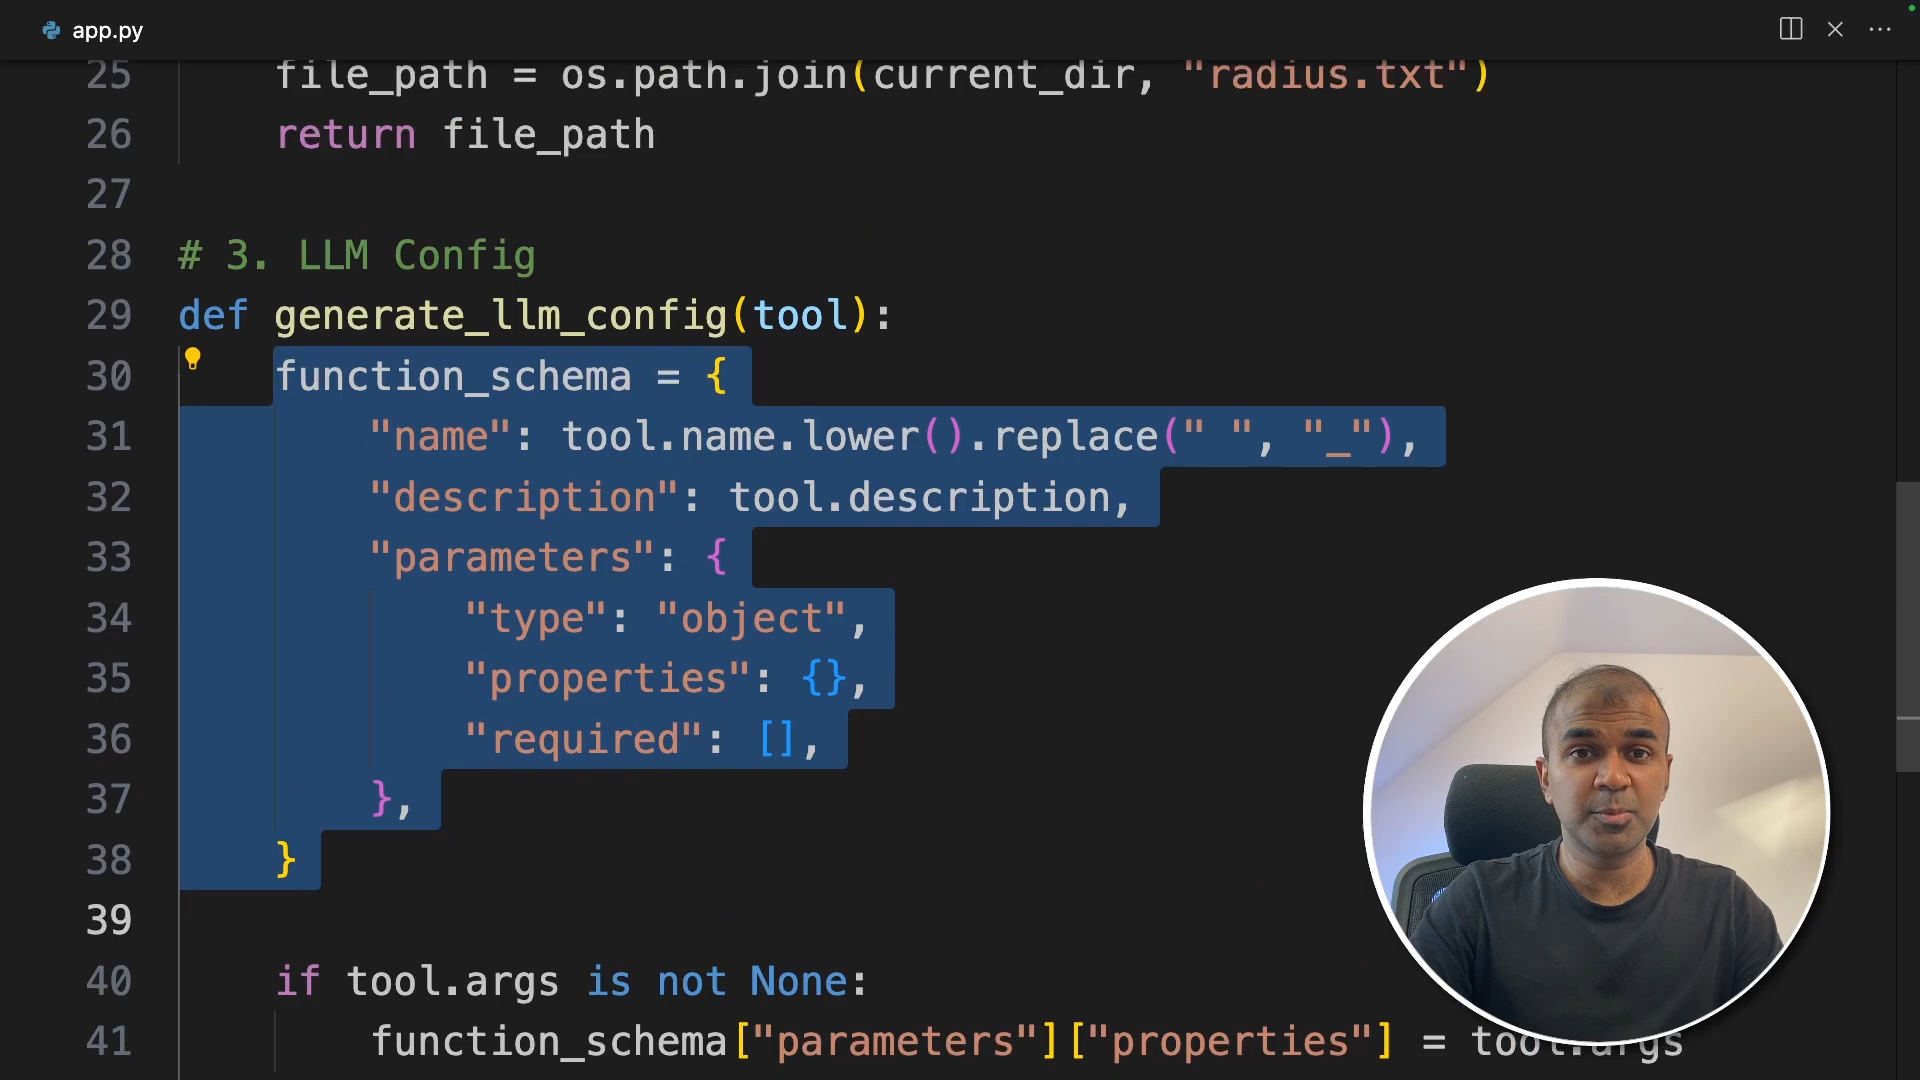 app.py
25 file_path = os.path.join(current_dir, "radius.txt")
26 return file_path
27
28 # 3. LLM Config
29 def generate_llm_config(tool):
30 function_schema = {
31 "name": tool.name.lower().replace(" ", "_"),
32 "description": tool.description,
33 "parameters": {
34 "type": "object",
35 "properties": {},
36 "required": [],
37 },
38 }
39
40 if tool.args is not None:
41 function_schema["parameters"]["properties"] = tool.args